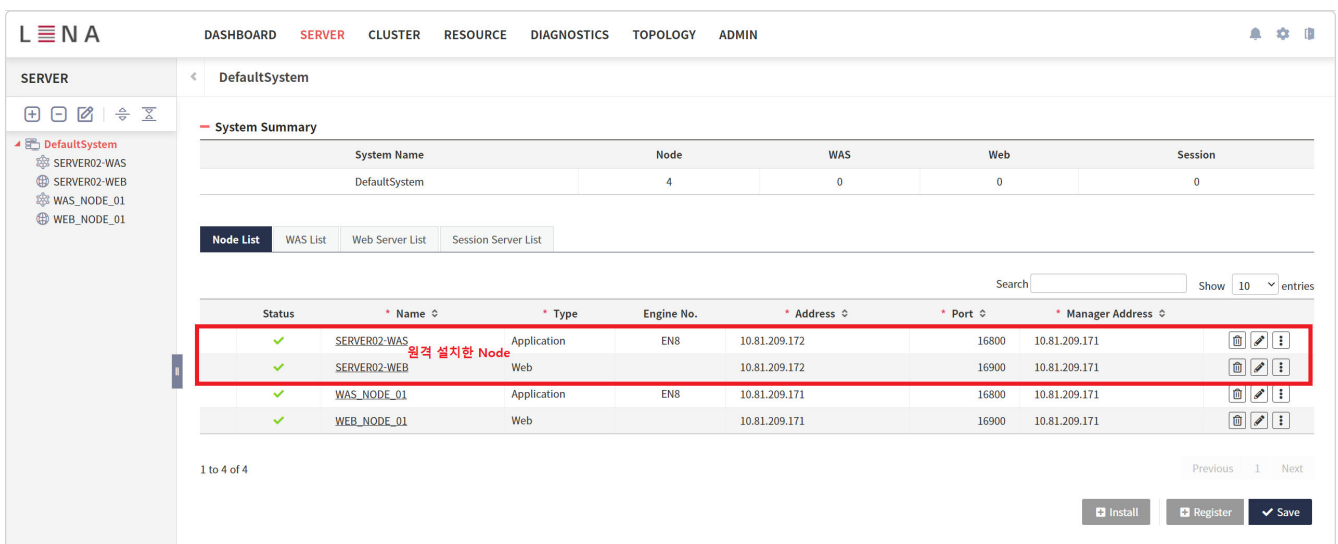 LENA
DASHBOARD SERVER CLUSTER RESOURCE DIAGNOSTICS TOPOLOGY ADMIN
SERVER
DefaultSystem
DefaultSystem
SERVER02-WAS
SERVER02-WEB
WAS_NODE_01
WEB_NODE_01
System Summary
System Name Node WAS Web Session
DefaultSystem 4 0 0 0
Node List WAS List Web Server List Session Server List
Search Show 10 entries
Status * Name * Type Engine No. * Address * Port * Manager Address
SERVER02-WAS Application EN8 10.81.209.172 16800 10.81.209.171
원격 설치한 Node
SERVER02-WEB Web 10.81.209.172 16900 10.81.209.171
WAS_NODE_01 Application EN8 10.81.209.171 16800 10.81.209.171
WEB_NODE_01 Web 10.81.209.171 16900 10.81.209.171
1 to 4 of 4
Previous 1 Next
Install Register Save